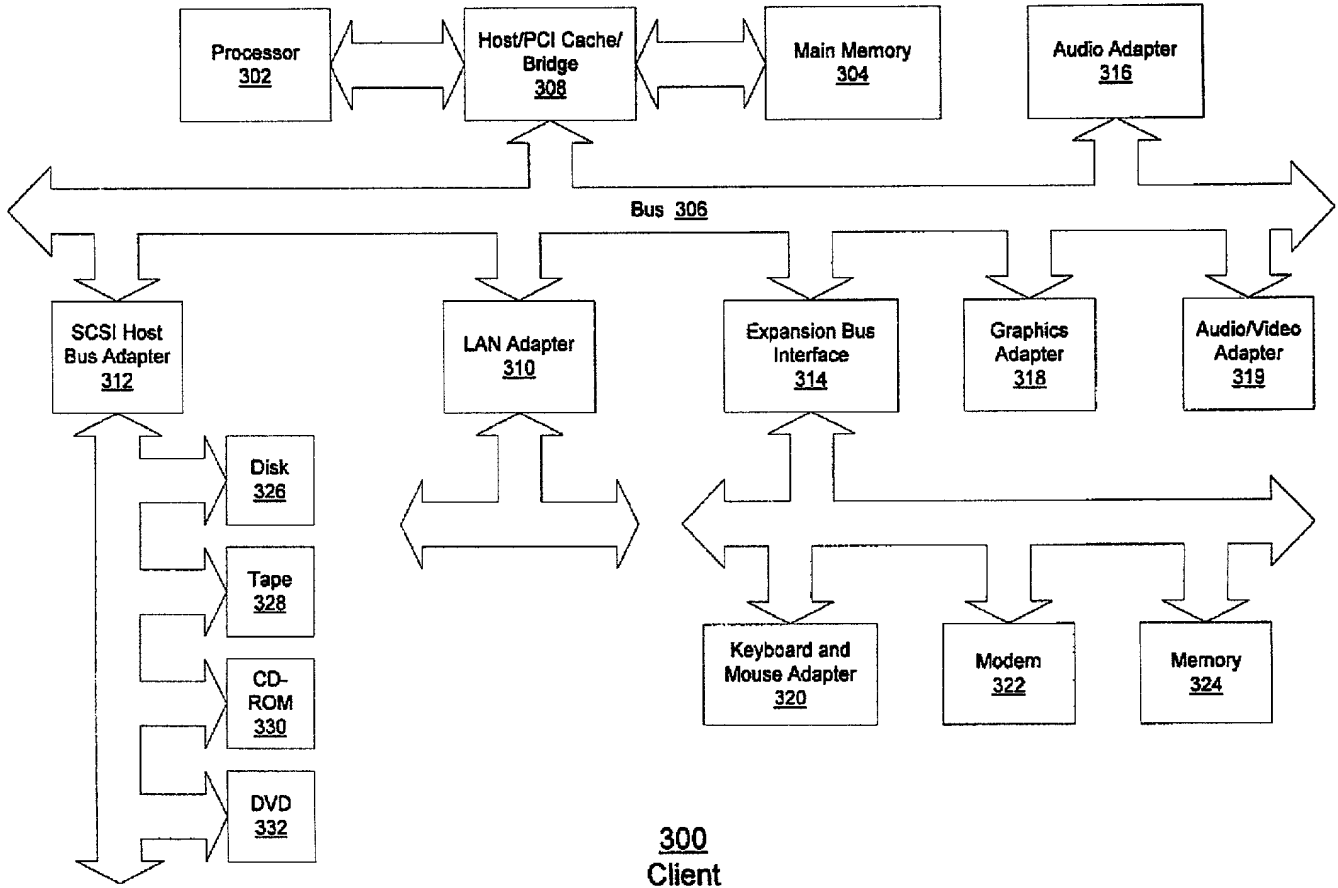 Processor
302
Host/PCI Cache/
Bridge
308
Main Memory
304
Audio Adapter
316
Bus 306
SCSI Host
Bus Adapter
312
LAN Adapter
310
Expansion Bus
Interface
314
Graphics
Adapter
318
Audio/Video
Adapter
319
Disk
326
Tape
328
CD-
ROM
330
DVD
332
Keyboard and
Mouse Adapter
320
Modem
322
Memory
324
300
Client